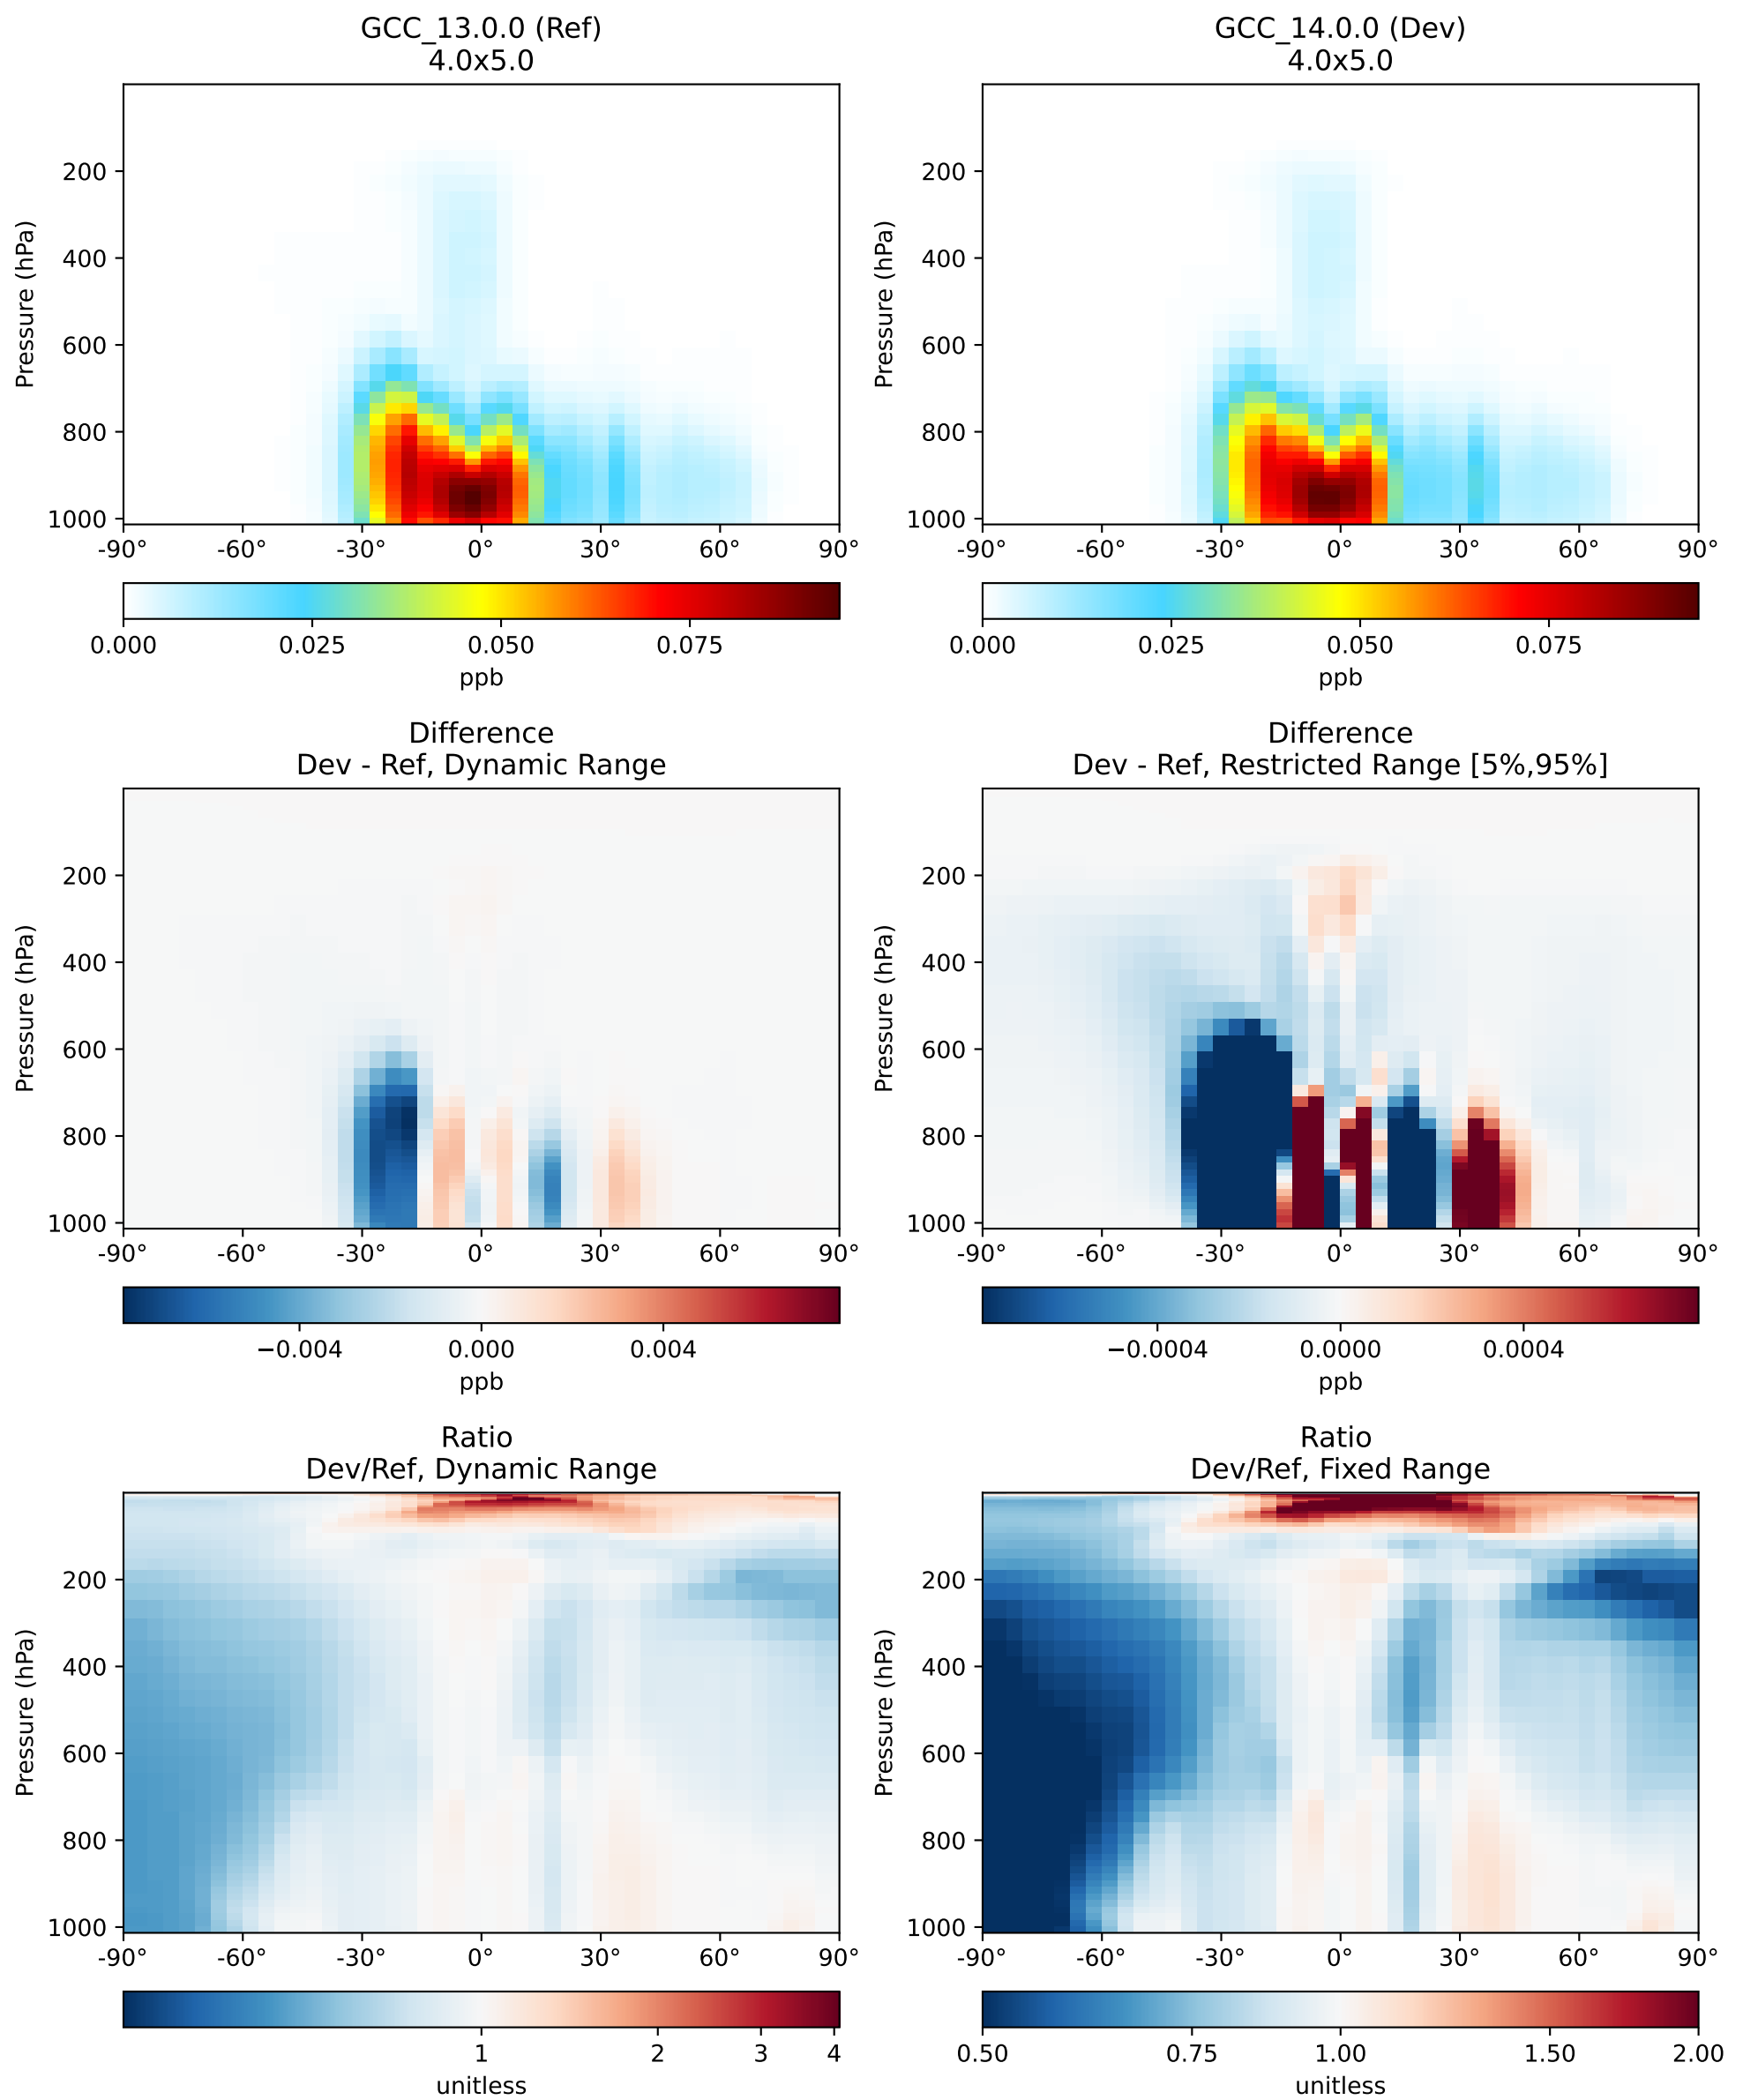 GCC_13.0.0 (Ref)
4.0x5.0
Pressure (hPa)
200
400
600
800
1000
-90° -60° -30° 0° 30° 60° 90°
0.000 0.025 0.050 0.075
ppb
GCC_14.0.0 (Dev)
4.0x5.0
Pressure (hPa)
200
400
600
800
1000
-90° -60° -30° 0° 30° 60° 90°
0.000 0.025 0.050 0.075
ppb
Difference
Dev - Ref, Dynamic Range
Pressure (hPa)
200
400
600
800
1000
-90° -60° -30° 0° 30° 60° 90°
−0.004 0.000 0.004
ppb
Difference
Dev - Ref, Restricted Range [5%,95%]
Pressure (hPa)
200
400
600
800
1000
-90° -60° -30° 0° 30° 60° 90°
−0.0004 0.0000 0.0004
ppb
Ratio
Dev/Ref, Dynamic Range
Pressure (hPa)
200
400
600
800
1000
-90° -60° -30° 0° 30° 60° 90°
1 2 3 4
unitless
Ratio
Dev/Ref, Fixed Range
Pressure (hPa)
200
400
600
800
1000
-90° -60° -30° 0° 30° 60° 90°
0.50 0.75 1.00 1.50 2.00
unitless